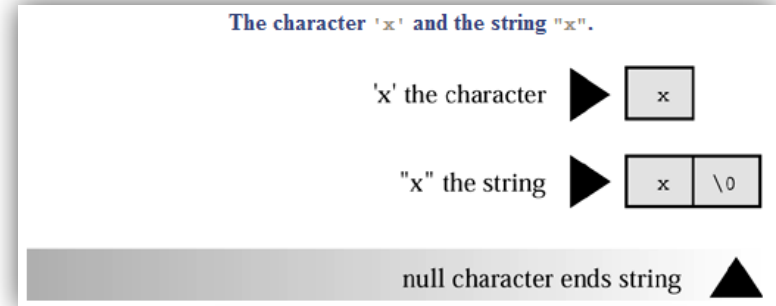 The character 'x' and the string "x".
'x' the character x
"x" the string x \0
null character ends string